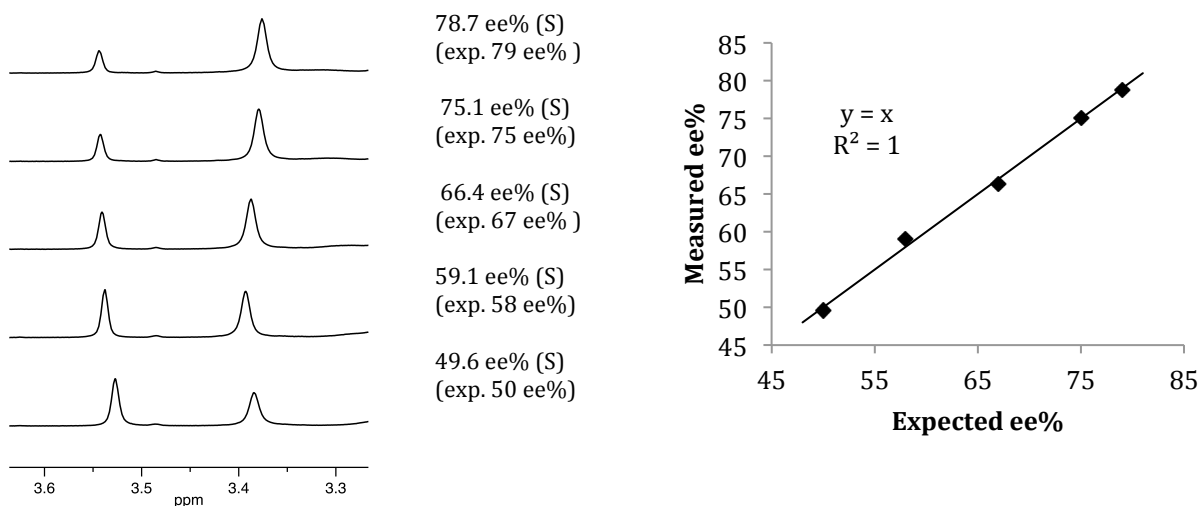 78.7 ee% (S)
(exp. 79 ee% )
75.1 ee% (S)
(exp. 75 ee%)
66.4 ee% (S)
(exp. 67 ee% )
59.1 ee% (S)
(exp. 58 ee%)
49.6 ee% (S)
(exp. 50 ee%)
3.6 3.5 3.4 3.3
ppm
Measured ee%
85
80
75
70
65
60
55
50
45
y = x
R² = 1
45 55 65 75 85
Expected ee%